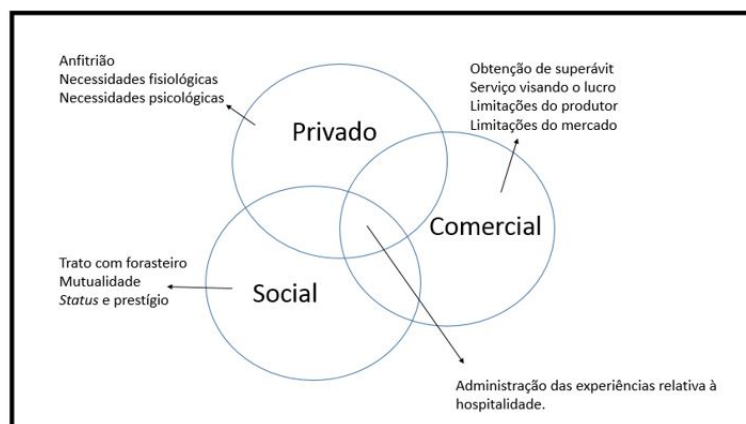 Anfitrião
Necessidades fisiológicas
Necessidades psicológicas
Privado
Obtenção de superávit
Serviço visando o lucro
Limitações do produtor
Limitações do mercado
Comercial
Trato com forasteiro
Mutualidade
Status e prestígio
Social
Administração das experiências relativa à
hospitalidade.